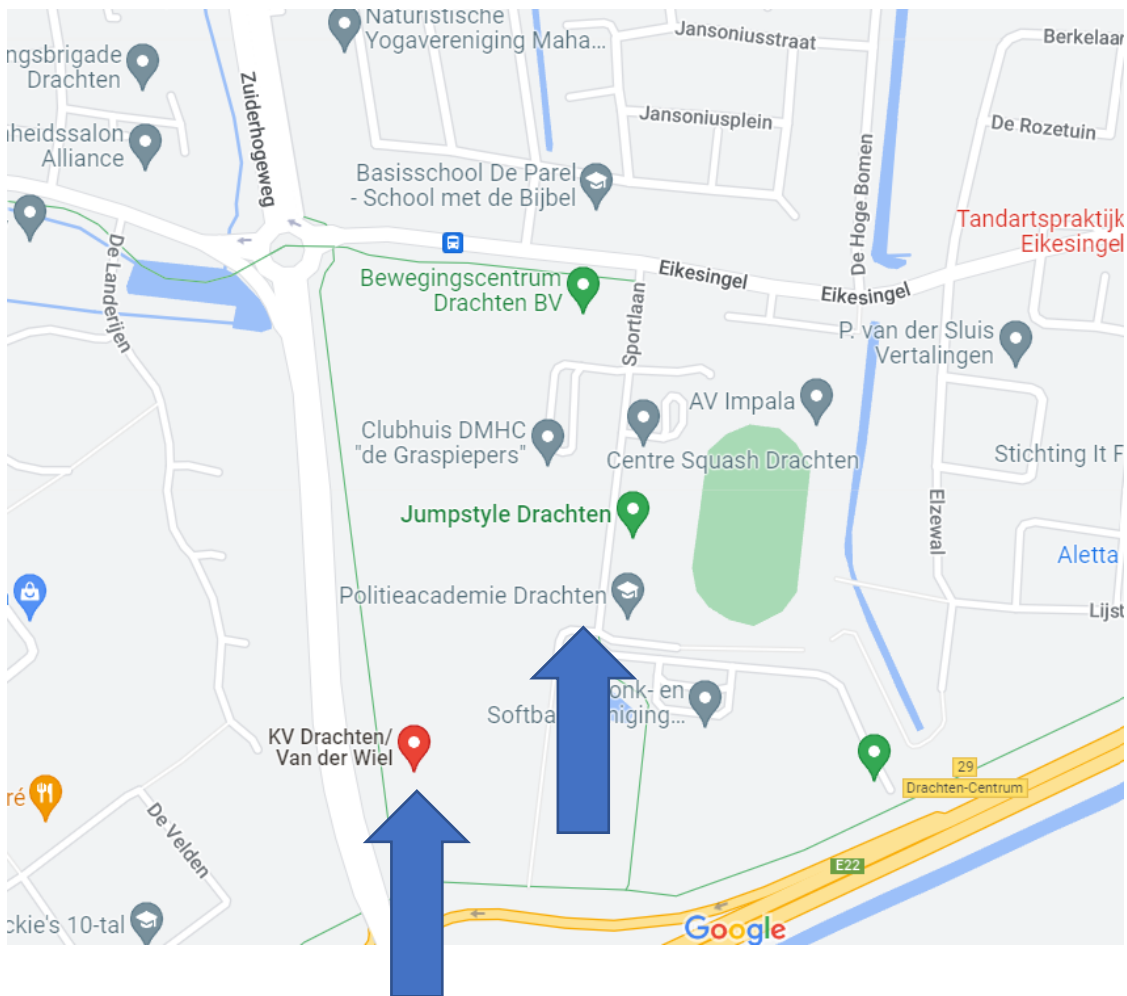 Naturistische
Yogavereniging Maha...
Jansoniusstraat
Berkelaar
ngsbrigade
Drachten
Zuiderhogeweg
Jansoniusplein
De Rozetuin
heidssalon
Alliance
Basisschool De Parel
- School met de Bijbel
De Hoge Bomen
Tandartspraktijk
Eikesingel
De Landerijen
Eikesingel
Eikesingel
Bewegingscentrum
Drachten BV
Sportlaan
P. van der Sluis
Vertalingen
AV Impala
Clubhuis DMHC
"de Graspiepers"
Centre Squash Drachten
Stichting It F
Jumpstyle Drachten
Elzewal
Aletta
Politieacademie Drachten
Lijst
onk- en
Softba
niging...
KV Drachten/
Van der Wiel
29
Drachten-Centrum
ré
De Velden
E22
ckie's 10-tal
Google